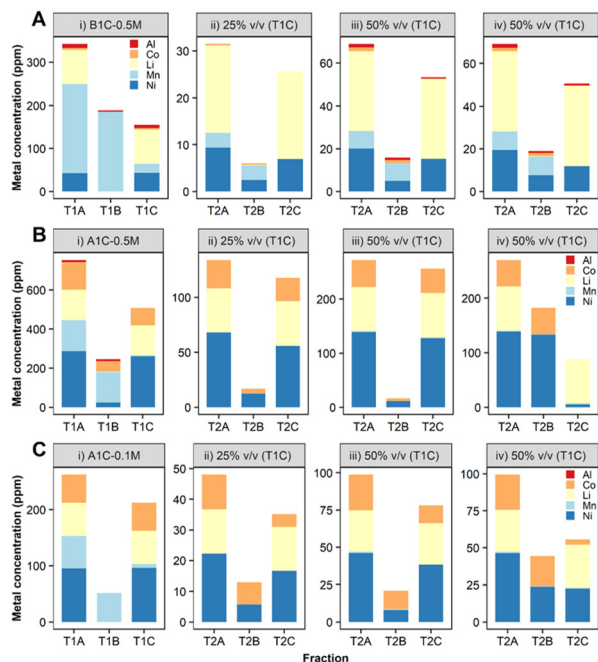 A
i) B1C-0.5M
ii) 25% v/v (T1C)
iii) 50% v/v (T1C)
iv) 50% v/v (T1C)
Metal concentration (ppm)
300
200
100
0
Al
Co
Li
Mn
Ni
30
20
10
0
60
40
20
0
60
40
20
0
T1A T1B T1C
T2A T2B T2C
T2A T2B T2C
T2A T2B T2C
B
i) A1C-0.5M
ii) 25% v/v (T1C)
iii) 50% v/v (T1C)
iv) 50% v/v (T1C)
Metal concentration (ppm)
600
400
200
0
100
50
0
200
100
0
200
100
0
Al
Co
Li
Mn
Ni
T1A T1B T1C
T2A T2B T2C
T2A T2B T2C
T2A T2B T2C
C
i) A1C-0.1M
ii) 25% v/v (T1C)
iii) 50% v/v (T1C)
iv) 50% v/v (T1C)
Metal concentration (ppm)
200
100
0
50
40
30
20
10
0
100
75
50
25
0
100
75
50
25
0
Al
Co
Li
Mn
Ni
T1A T1B T1C
T2A T2B T2C
T2A T2B T2C
T2A T2B T2C
Fraction